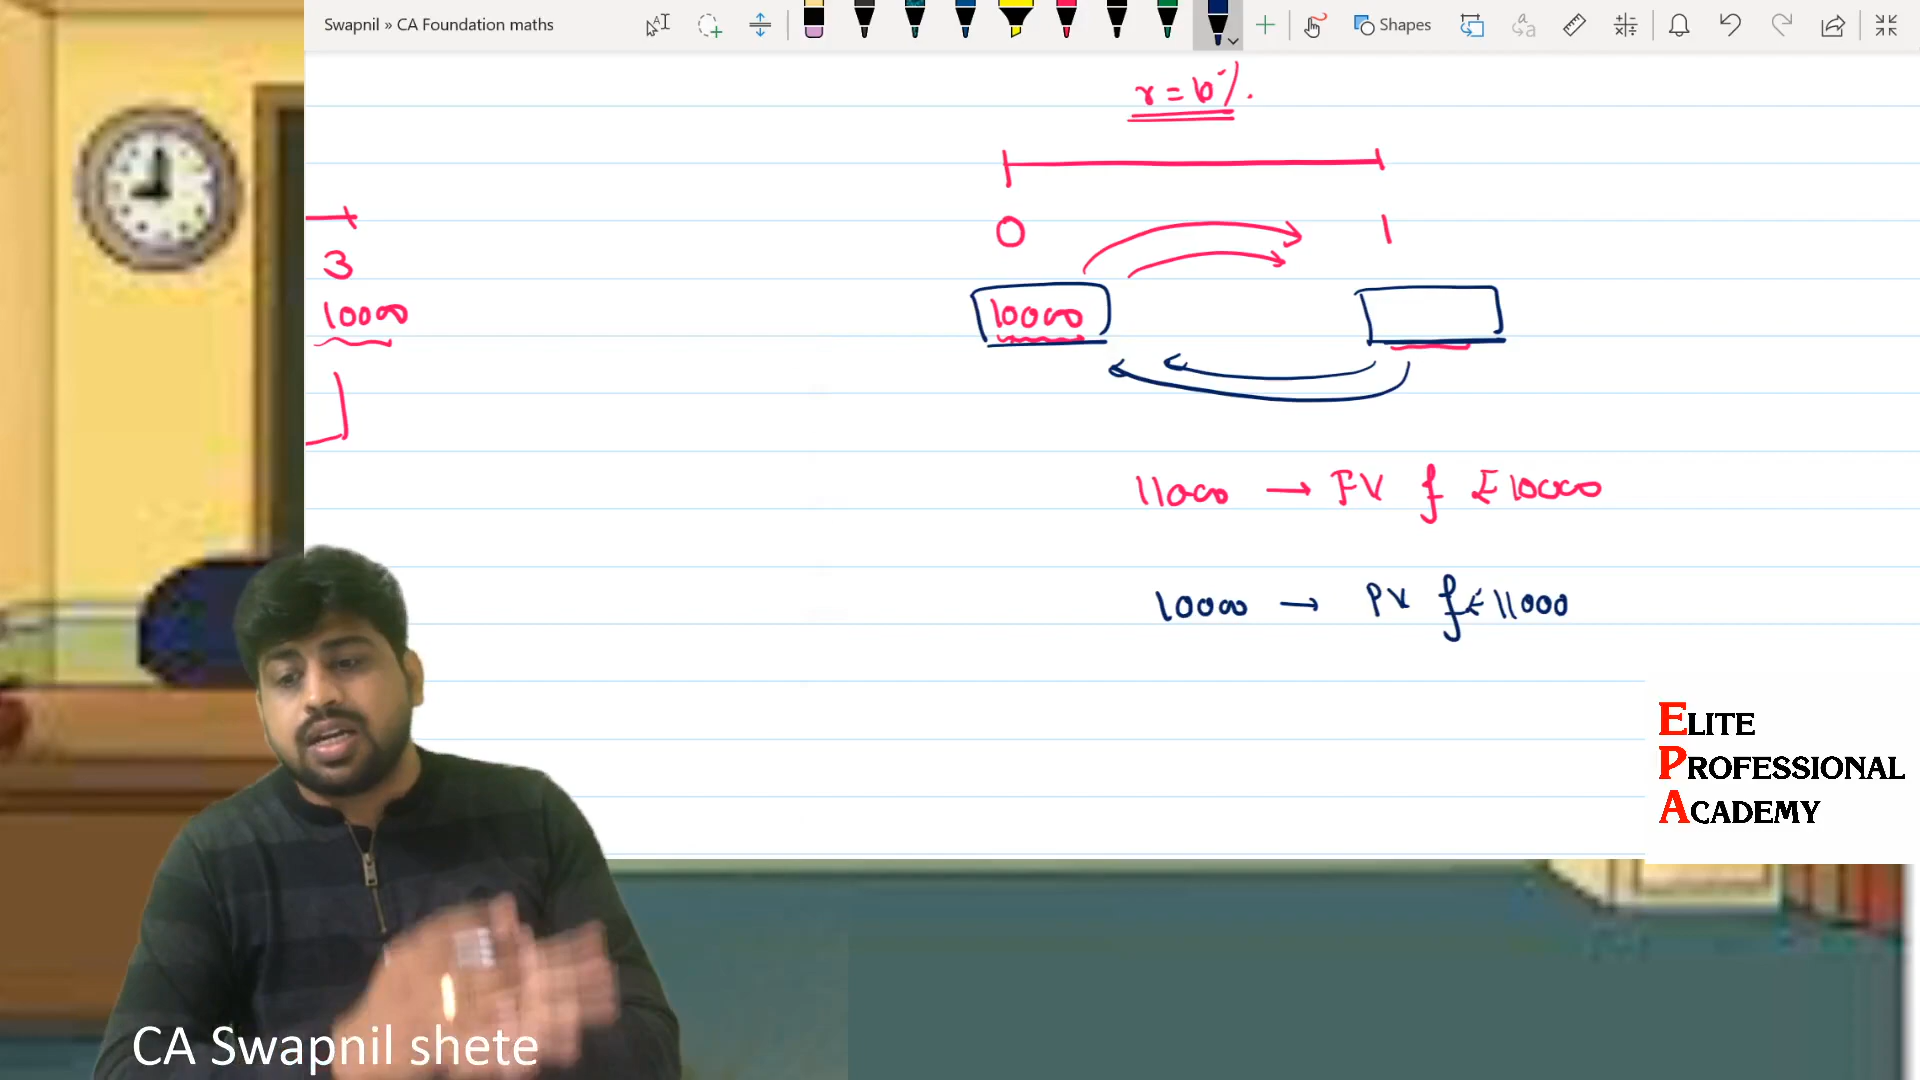 Swapnil » CA Foundation maths
Shapes
r = 10%.
0 1
3
10000
10000
11000 → FV of ₹10000
10000 → PV of ₹11000
ELITE
PROFESSIONAL
ACADEMY
CA Swapnil shete